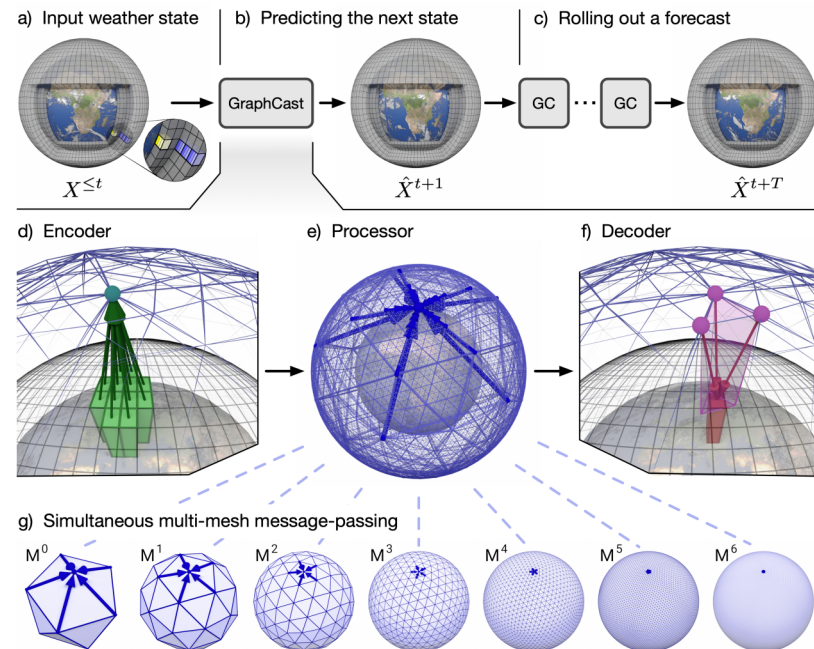 a) Input weather state
b) Predicting the next state
c) Rolling out a forecast
GraphCast
GC
...
GC
X^{≤t}
X̂^{t+1}
X̂^{t+T}
d) Encoder
e) Processor
f) Decoder
g) Simultaneous multi-mesh message-passing
M^0
M^1
M^2
M^3
M^4
M^5
M^6